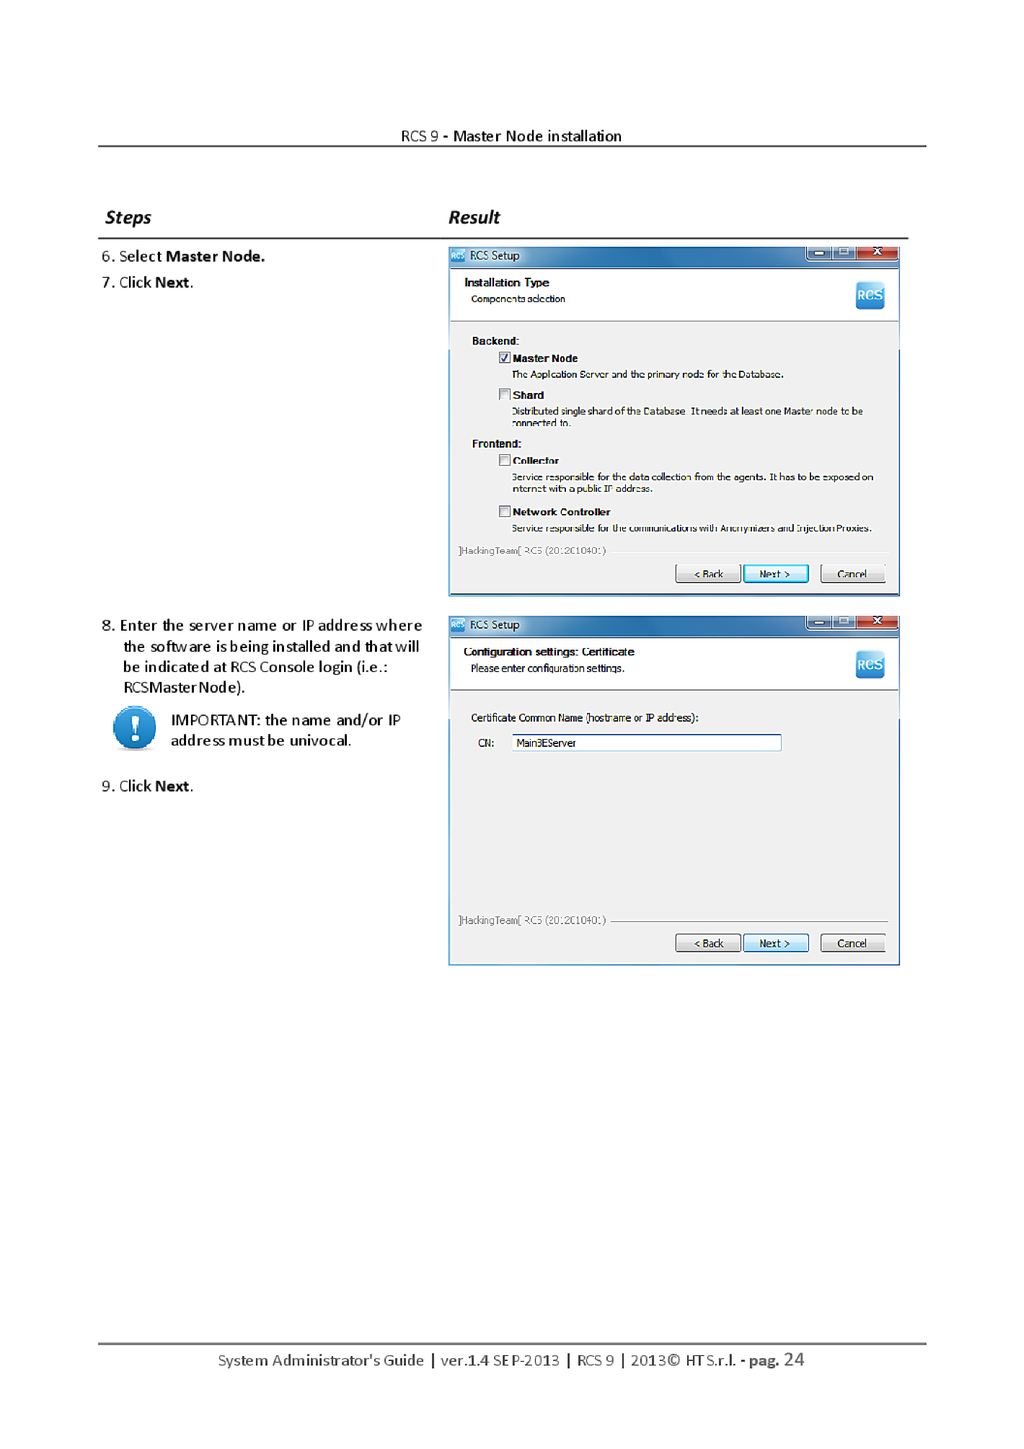 RCS 9 - Master Node installation
Steps
Result
6. Select Master Node.
7. Click Next.
RCS Setup
Installation Type
Components selection
RCS
Backend:
Master Node
The Application Server and the primary node for the Database.
Shard
Distributed single shard of the Database. It needs at least one Master node to be
connected to.
Frontend:
Collector
Service responsible for the data collection from the agents. It has to be exposed on
internet with a public IP address.
Network Controller
Service responsible for the communications with Anonymizers and Injection Proxies.
]HackingTeam[ RCS (2012010401)
< Back
Next >
Cancel
8. Enter the server name or IP address where
the software is being installed and that will
be indicated at RCS Console login (i.e.:
RCSMasterNode).
IMPORTANT: the name and/or IP
address must be univocal.
9. Click Next.
RCS Setup
Configuration settings: Certificate
Please enter configuration settings.
RCS
Certificate Common Name (hostname or IP address):
CN:
MainBEServer
]HackingTeam[ RCS (2012010401)
< Back
Next >
Cancel
System Administrator's Guide | ver.1.4 SEP-2013 | RCS 9 | 2013© HT S.r.l. - pag. 24